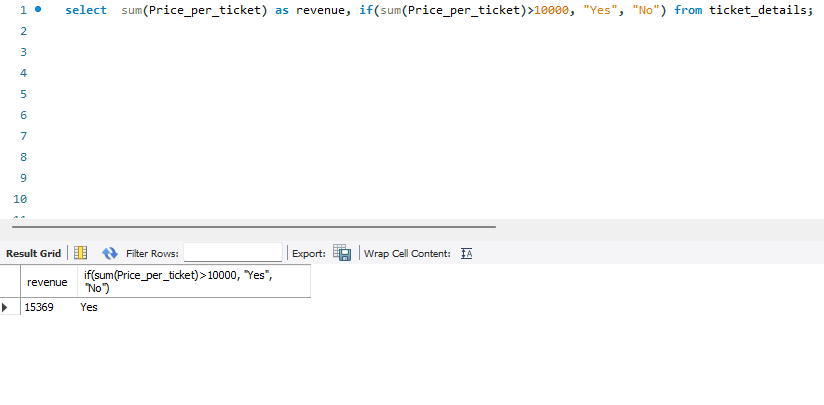 1 select sum(Price_per_ticket) as revenue, if(sum(Price_per_ticket)>10000, "Yes", "No") from ticket_details;
2
3
4
5
6
7
8
9
10
11
Result Grid Filter Rows: Export: Wrap Cell Content: IA
revenue if(sum(Price_per_ticket)>10000, "Yes",
"No")
15369 Yes